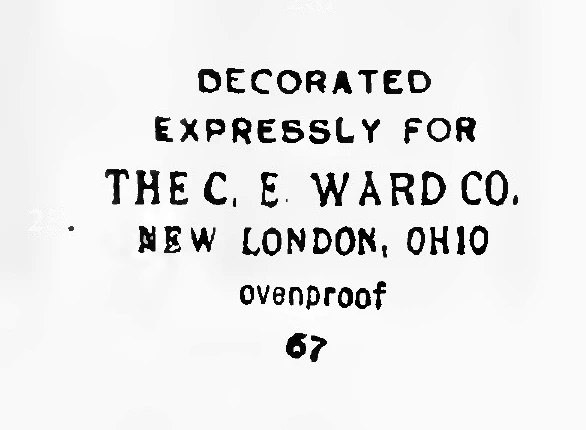 DECORATED
EXPRESSLY FOR
THE C. E. WARD CO.
NEW LONDON, OHIO
ovenproof
67